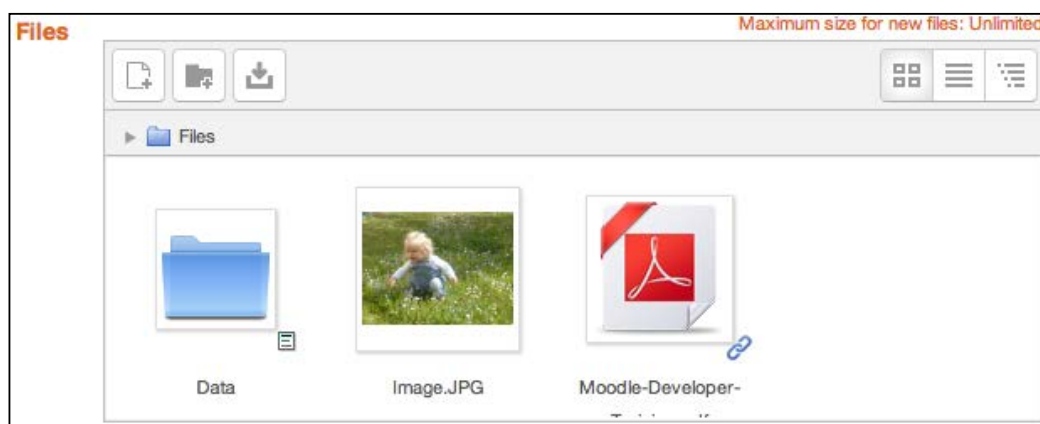 Files
Maximum size for new files: Unlimited
Files
Data
Image.JPG
Moodle-Developer-